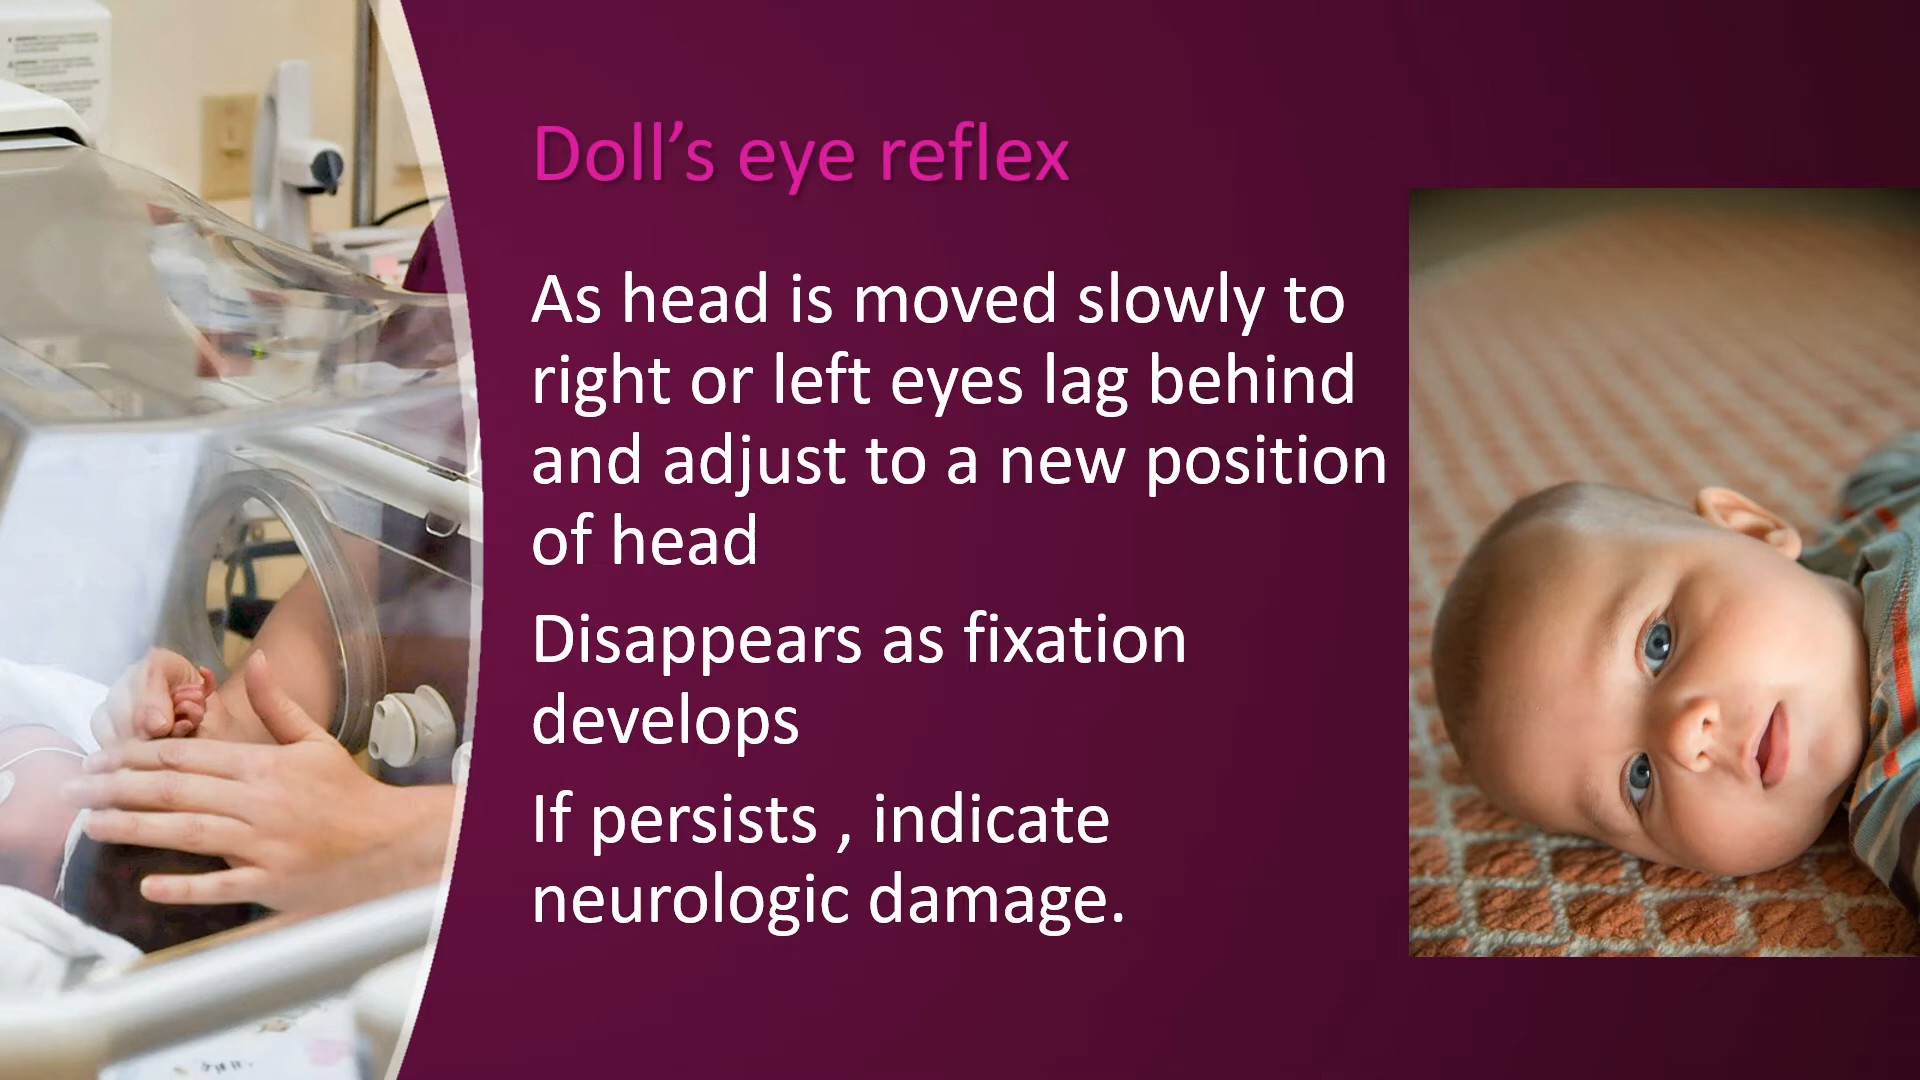 Doll’s eye reflex
As head is moved slowly to
right or left eyes lag behind
and adjust to a new position
of head
Disappears as fixation
develops
If persists , indicate
neurologic damage.